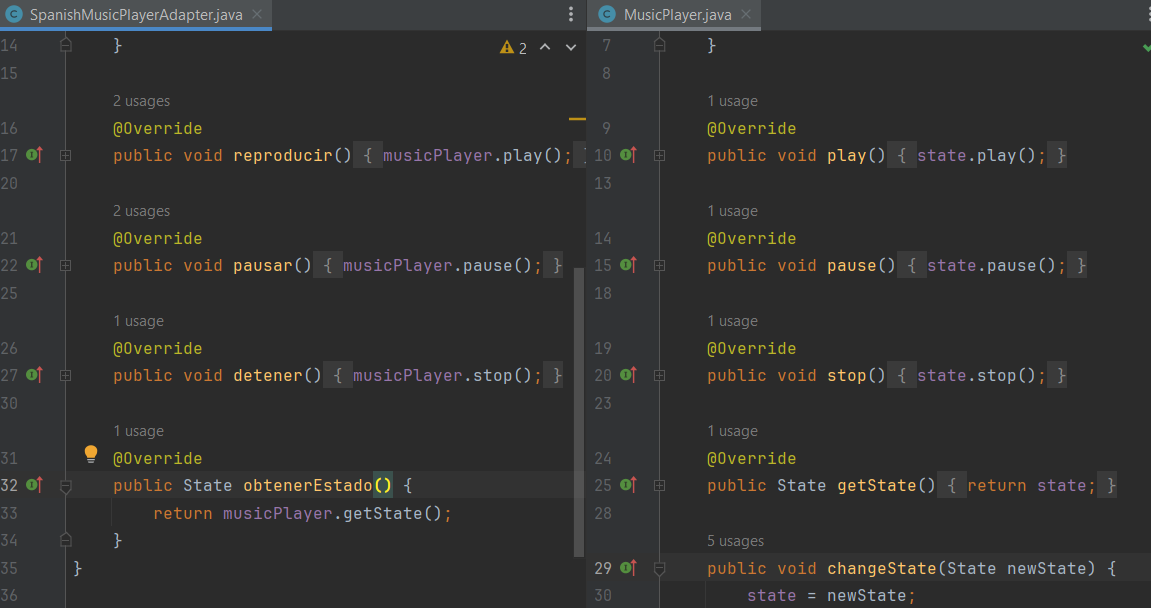 SpanishMusicPlayerAdapter.java
14 }
2
15
2 usages
16 @Override
17 public void reproducir() { musicPlayer.play(); }
20
2 usages
21 @Override
22 public void pausar() { musicPlayer.pause(); }
25
1 usage
26 @Override
27 public void detener() { musicPlayer.stop(); }
30
1 usage
31 @Override
32 public State obtenerEstado() {
33 return musicPlayer.getState();
34 }
35 }
36
MusicPlayer.java
7 }
8
1 usage
9 @Override
10 public void play() { state.play(); }
13
1 usage
14 @Override
15 public void pause() { state.pause(); }
18
1 usage
19 @Override
20 public void stop() { state.stop(); }
23
1 usage
24 @Override
25 public State getState() { return state; }
28
5 usages
29 public void changeState(State newState) {
30 state = newState;